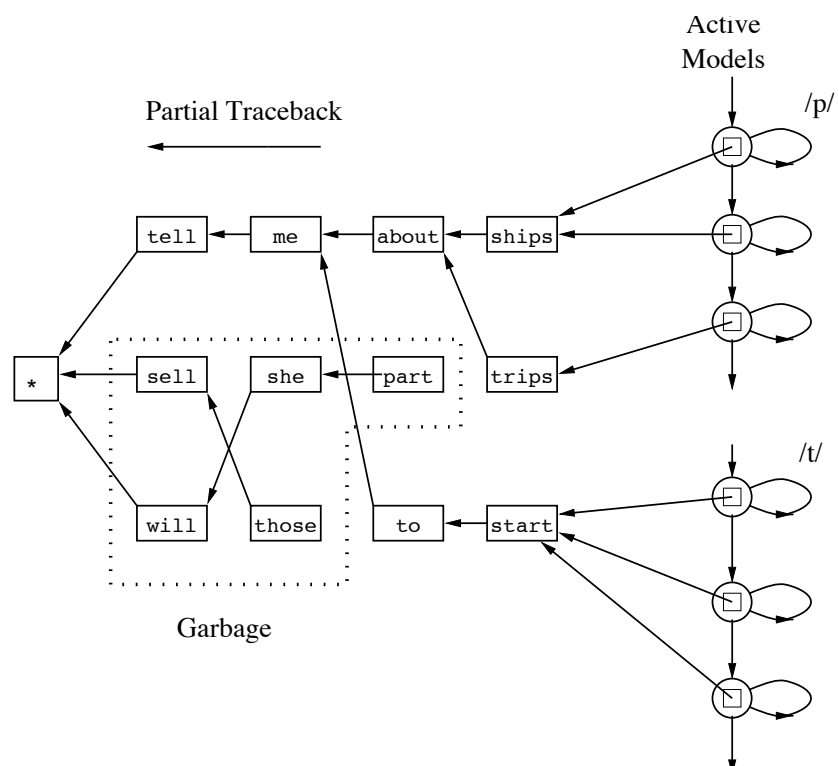 Active
Models
Partial Traceback
/p/
tell me about ships
* sell she part trips
/t/
will those to start
Garbage